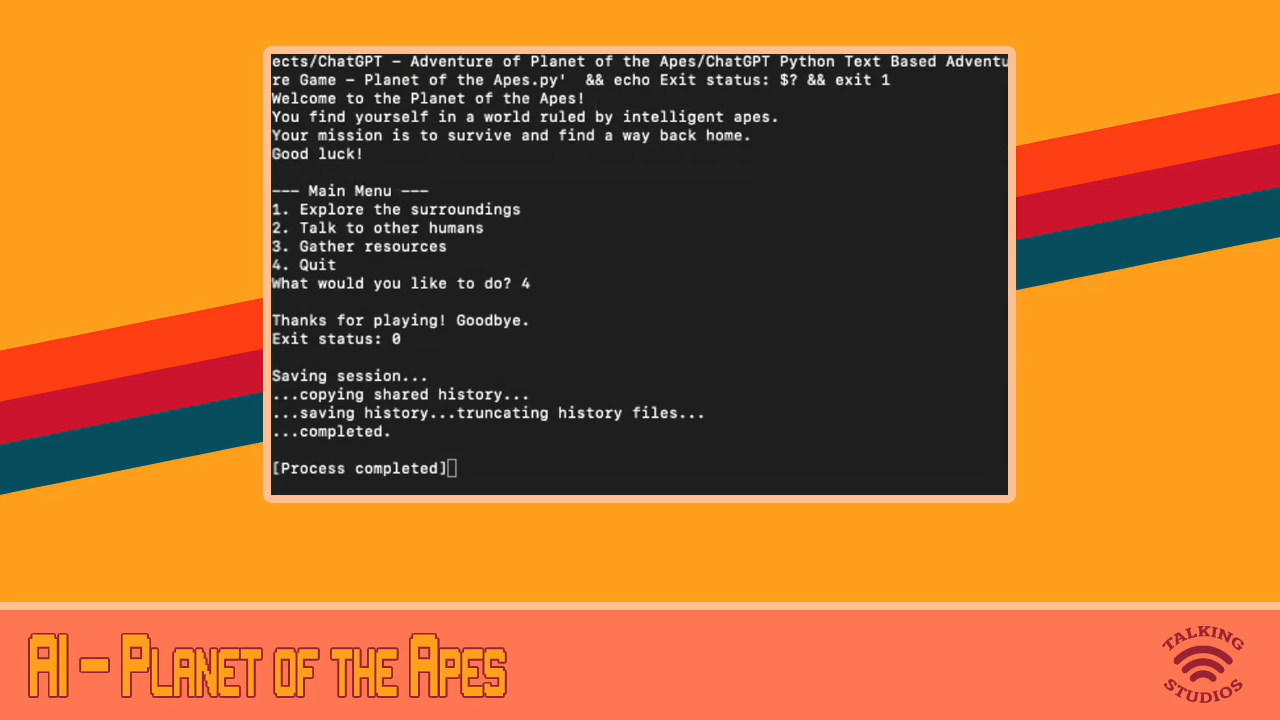 ects/ChatGPT - Adventure of Planet of the Apes/ChatGPT Python Text Based Adventu
re Game - Planet of the Apes.py'  && echo Exit status: $? && exit 1
Welcome to the Planet of the Apes!
You find yourself in a world ruled by intelligent apes.
Your mission is to survive and find a way back home.
Good luck!
--- Main Menu ---
1. Explore the surroundings
2. Talk to other humans
3. Gather resources
4. Quit
What would you like to do? 4
Thanks for playing! Goodbye.
Exit status: 0
Saving session...
...copying shared history...
...saving history...truncating history files...
...completed.
[Process completed]
AI - Planet of the Apes
TALKING
STUDIOS